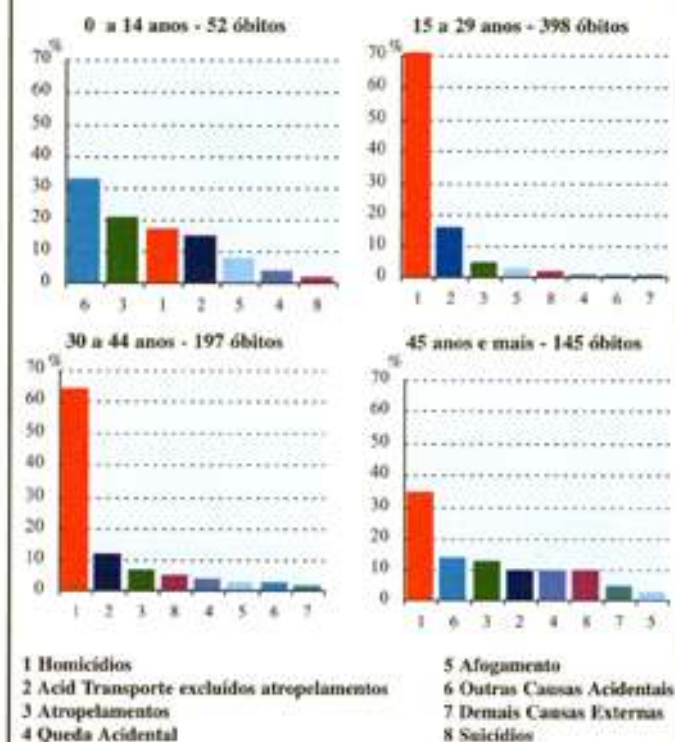 0 a 14 anos - 52 óbitos
%
70
60
50
40
30
20
10
0
6 3 1 2 5 4 8
15 a 29 anos - 398 óbitos
%
70
60
50
40
30
20
10
0
1 2 3 5 8 4 6 7
30 a 44 anos - 197 óbitos
%
70
60
50
40
30
20
10
0
1 2 3 8 4 5 6 7
45 anos e mais - 145 óbitos
%
70
60
50
40
30
20
10
0
1 6 3 2 4 8 7 5
1 Homicídios
2 Acid Transporte excluídos atropelamentos
3 Atropelamentos
4 Queda Acidental
5 Afogamento
6 Outras Causas Acidentais
7 Demais Causas Externas
8 Suicídios